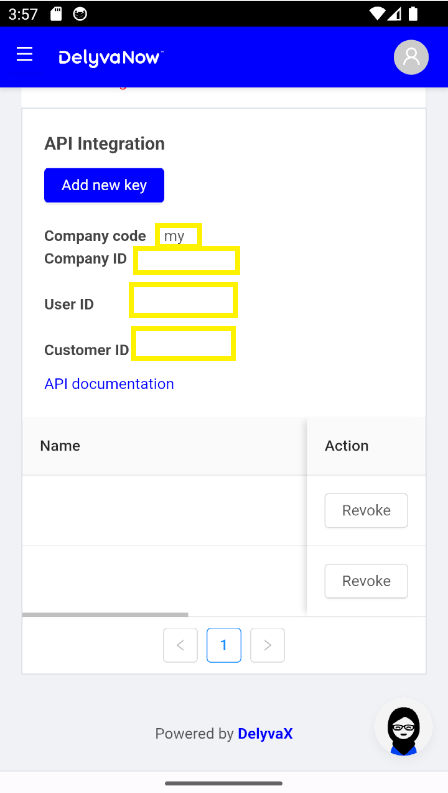 3:57
DelyvaNow
API Integration
Add new key
Company code my
Company ID
User ID
Customer ID
API documentation
Name Action
Revoke
Revoke
< 1 >
Powered by DelyvaX